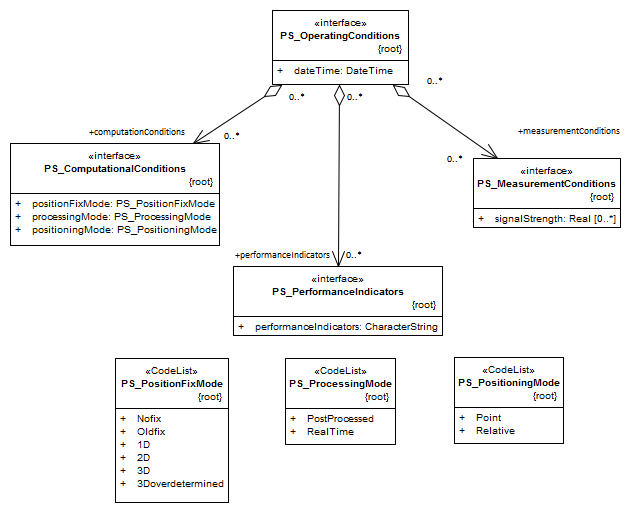 «interface»
PS_OperatingConditions
{root}
+ dateTime: DateTime
0..*
0..*
0..*
+computationConditions
0..*
+measurementConditions
0..*
«interface»
PS_ComputationalConditions
{root}
+ positionFixMode: PS_PositionFixMode
+ processingMode: PS_ProcessingMode
+ positioningMode: PS_PositioningMode
«interface»
PS_MeasurementConditions
{root}
+ signalStrength: Real [0..*]
+performanceIndicators
0..*
«interface»
PS_PerformanceIndicators
{root}
+ performanceIndicators: CharacterString
«CodeList»
PS_PositionFixMode
{root}
+ Nofix
+ Oldfix
+ 1D
+ 2D
+ 3D
+ 3Doverdetermined
«CodeList»
PS_ProcessingMode
{root}
+ PostProcessed
+ RealTime
«CodeList»
PS_PositioningMode
{root}
+ Point
+ Relative